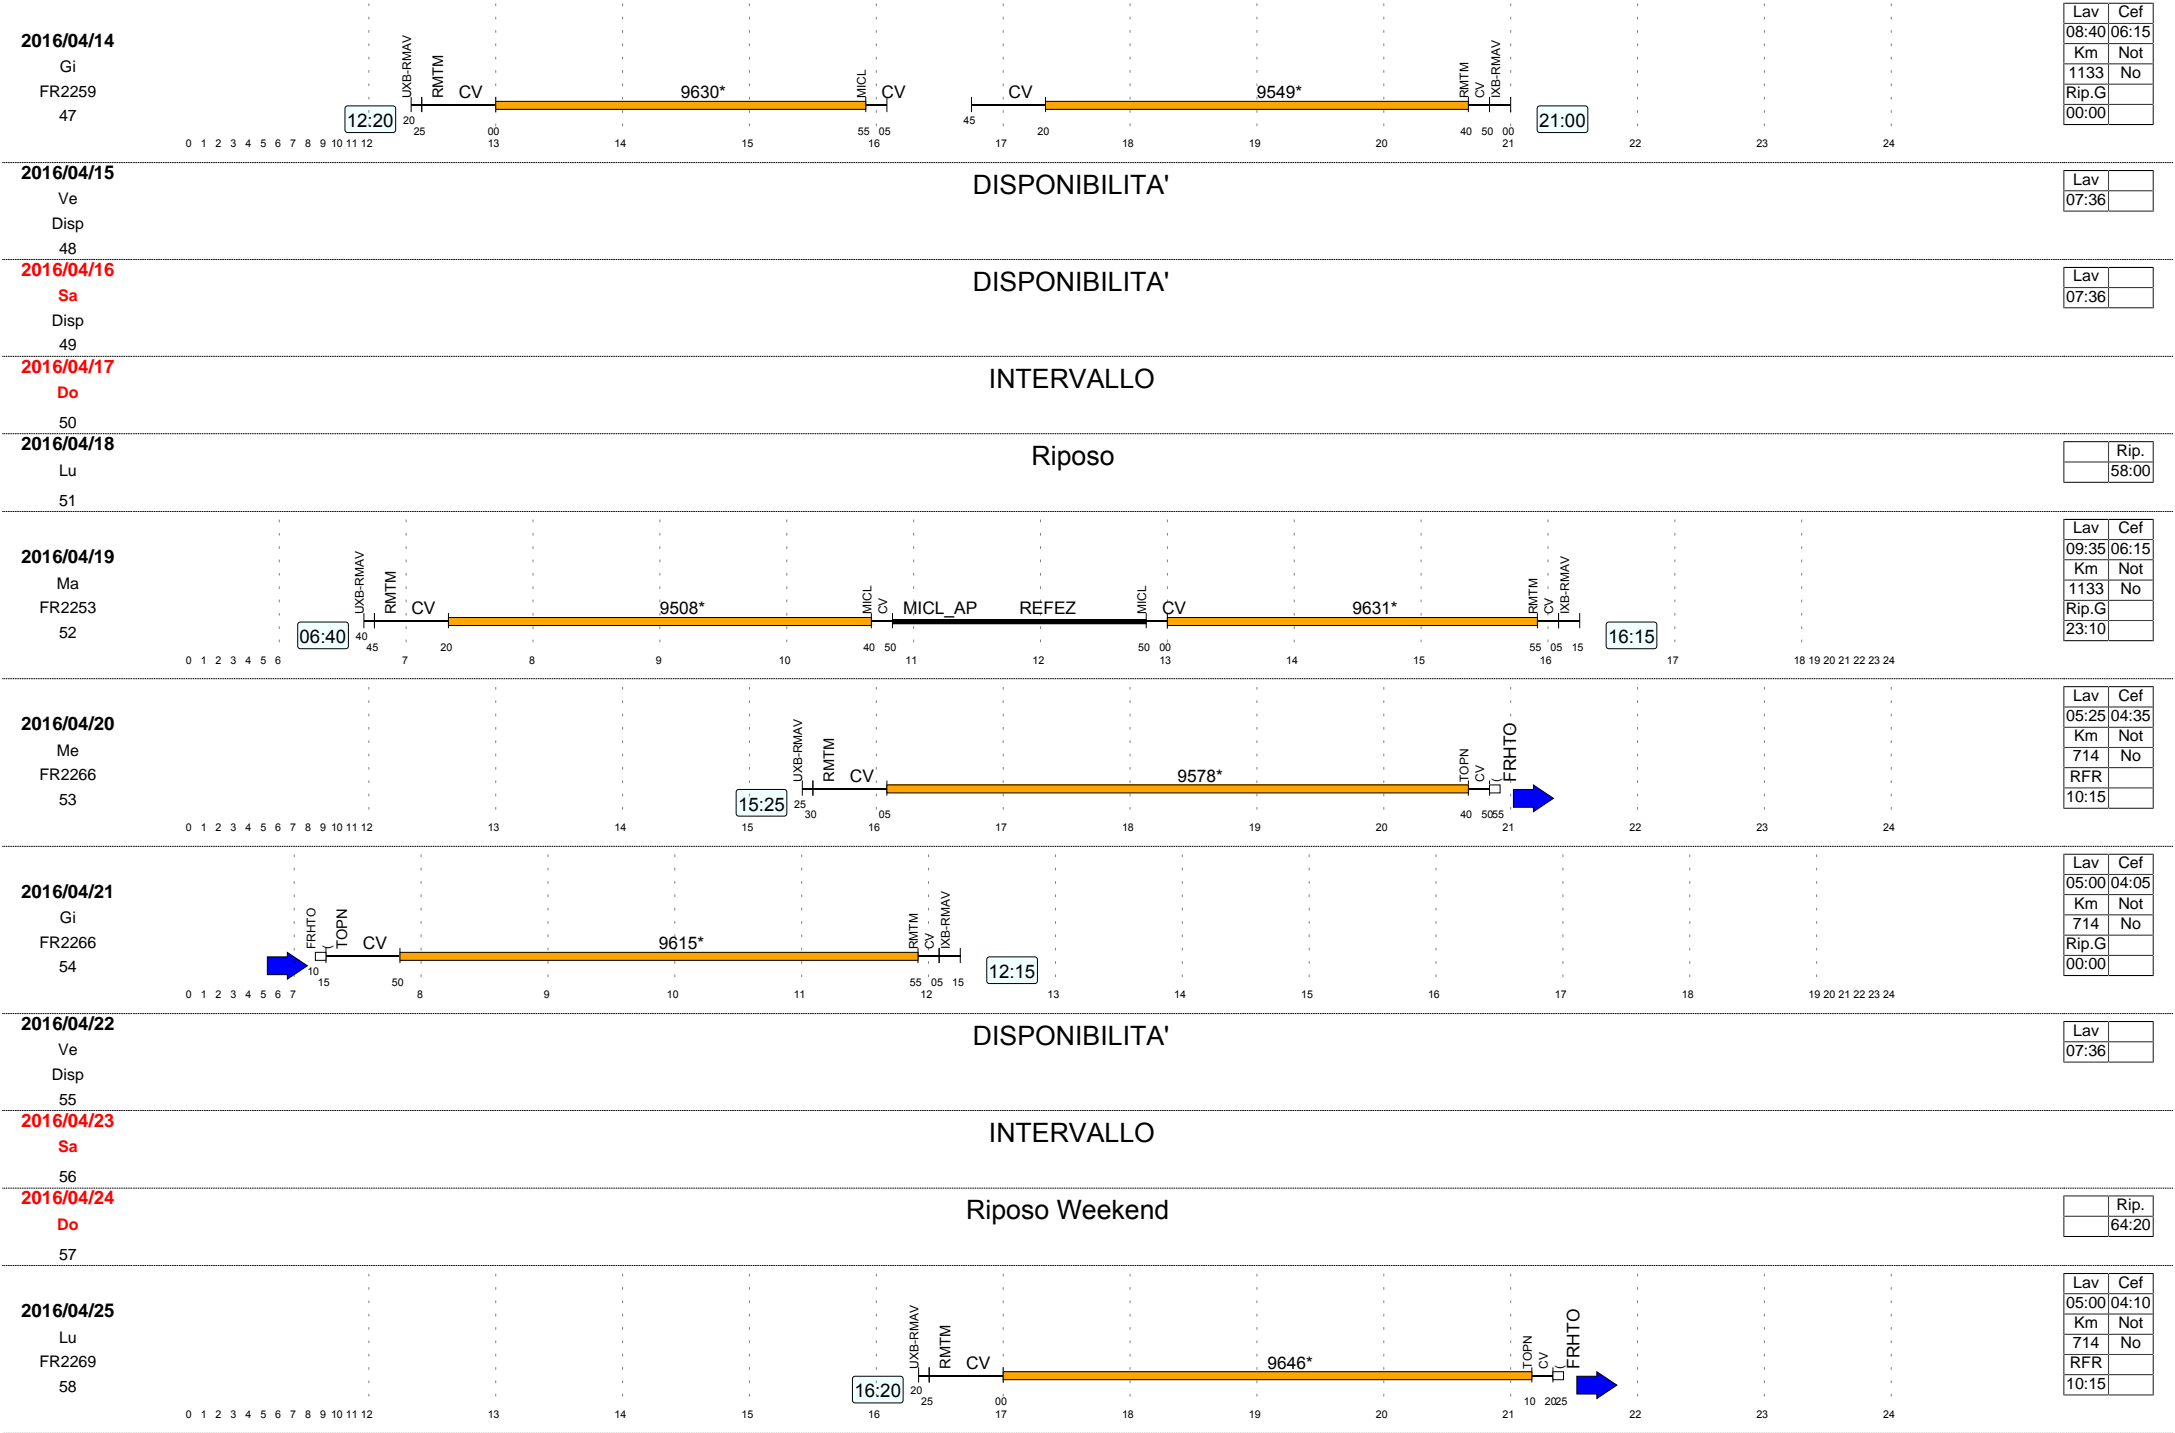 2016/04/14
Gi
FR2259
47
12:20
UXB-RMAV RMTM CV 9630* MICL CV CV 9549* RMTM CV IXB-RMAV
20 25 00 55 05 45 20 40 50 00
21:00
0 1 2 3 4 5 6 7 8 9 10 11 12 13 14 15 16 17 18 19 20 21 22 23 24
Lav Cef
08:40 06:15
Km Not
1133 No
Rip.G
00:00
2016/04/15
Ve
Disp
48
DISPONIBILITA'
Lav
07:36
2016/04/16
Sa
Disp
49
DISPONIBILITA'
Lav
07:36
2016/04/17
Do
50
INTERVALLO
2016/04/18
Lu
51
Riposo
Rip.
58:00
2016/04/19
Ma
FR2253
52
06:40
UXB-RMAV RMTM CV 9508* MICL CV MICL_AP REFEZ MICL CV 9631* RMTM CV IXB-RMAV
40 45 20 40 50 50 00 55 05 15
16:15
0 1 2 3 4 5 6 7 8 9 10 11 12 13 14 15 16 17 18 19 20 21 22 23 24
Lav Cef
09:35 06:15
Km Not
1133 No
Rip.G
23:10
2016/04/20
Me
FR2266
53
15:25
UXB-RMAV RMTM CV 9578* TOPN CV ( FRHTO
25 30 05 40 50 55
0 1 2 3 4 5 6 7 8 9 10 11 12 13 14 15 16 17 18 19 20 21 22 23 24
Lav Cef
05:25 04:35
Km Not
714 No
RFR
10:15
2016/04/21
Gi
FR2266
54
FRHTO ( TOPN CV 9615* RMTM CV IXB-RMAV
10 15 50 55 05 15
12:15
0 1 2 3 4 5 6 7 8 9 10 11 12 13 14 15 16 17 18 19 20 21 22 23 24
Lav Cef
05:00 04:05
Km Not
714 No
Rip.G
00:00
2016/04/22
Ve
Disp
55
DISPONIBILITA'
Lav
07:36
2016/04/23
Sa
56
INTERVALLO
2016/04/24
Do
57
Riposo Weekend
Rip.
64:20
2016/04/25
Lu
FR2269
58
16:20
UXB-RMAV RMTM CV 9646* TOPN CV ( FRHTO
20 25 00 10 20 25
0 1 2 3 4 5 6 7 8 9 10 11 12 13 14 15 16 17 18 19 20 21 22 23 24
Lav Cef
05:00 04:10
Km Not
714 No
RFR
10:15